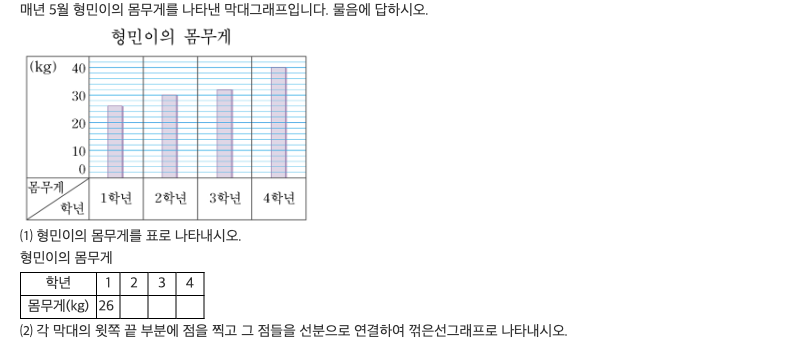 매년 5월 형민이의 몸무게를 나타낸 막대그래프입니다. 물음에 답하시오.
형민이의 몸무게
(kg) 40
30
20
10
0
몸무게
학년
1학년 2학년 3학년 4학년
(1) 형민이의 몸무게를 표로 나타내시오.
형민이의 몸무게
학년 1 2 3 4
몸무게(kg) 26
(2) 각 막대의 윗쪽 끝 부분에 점을 찍고 그 점들을 선분으로 연결하여 꺾은선그래프로 나타내시오.